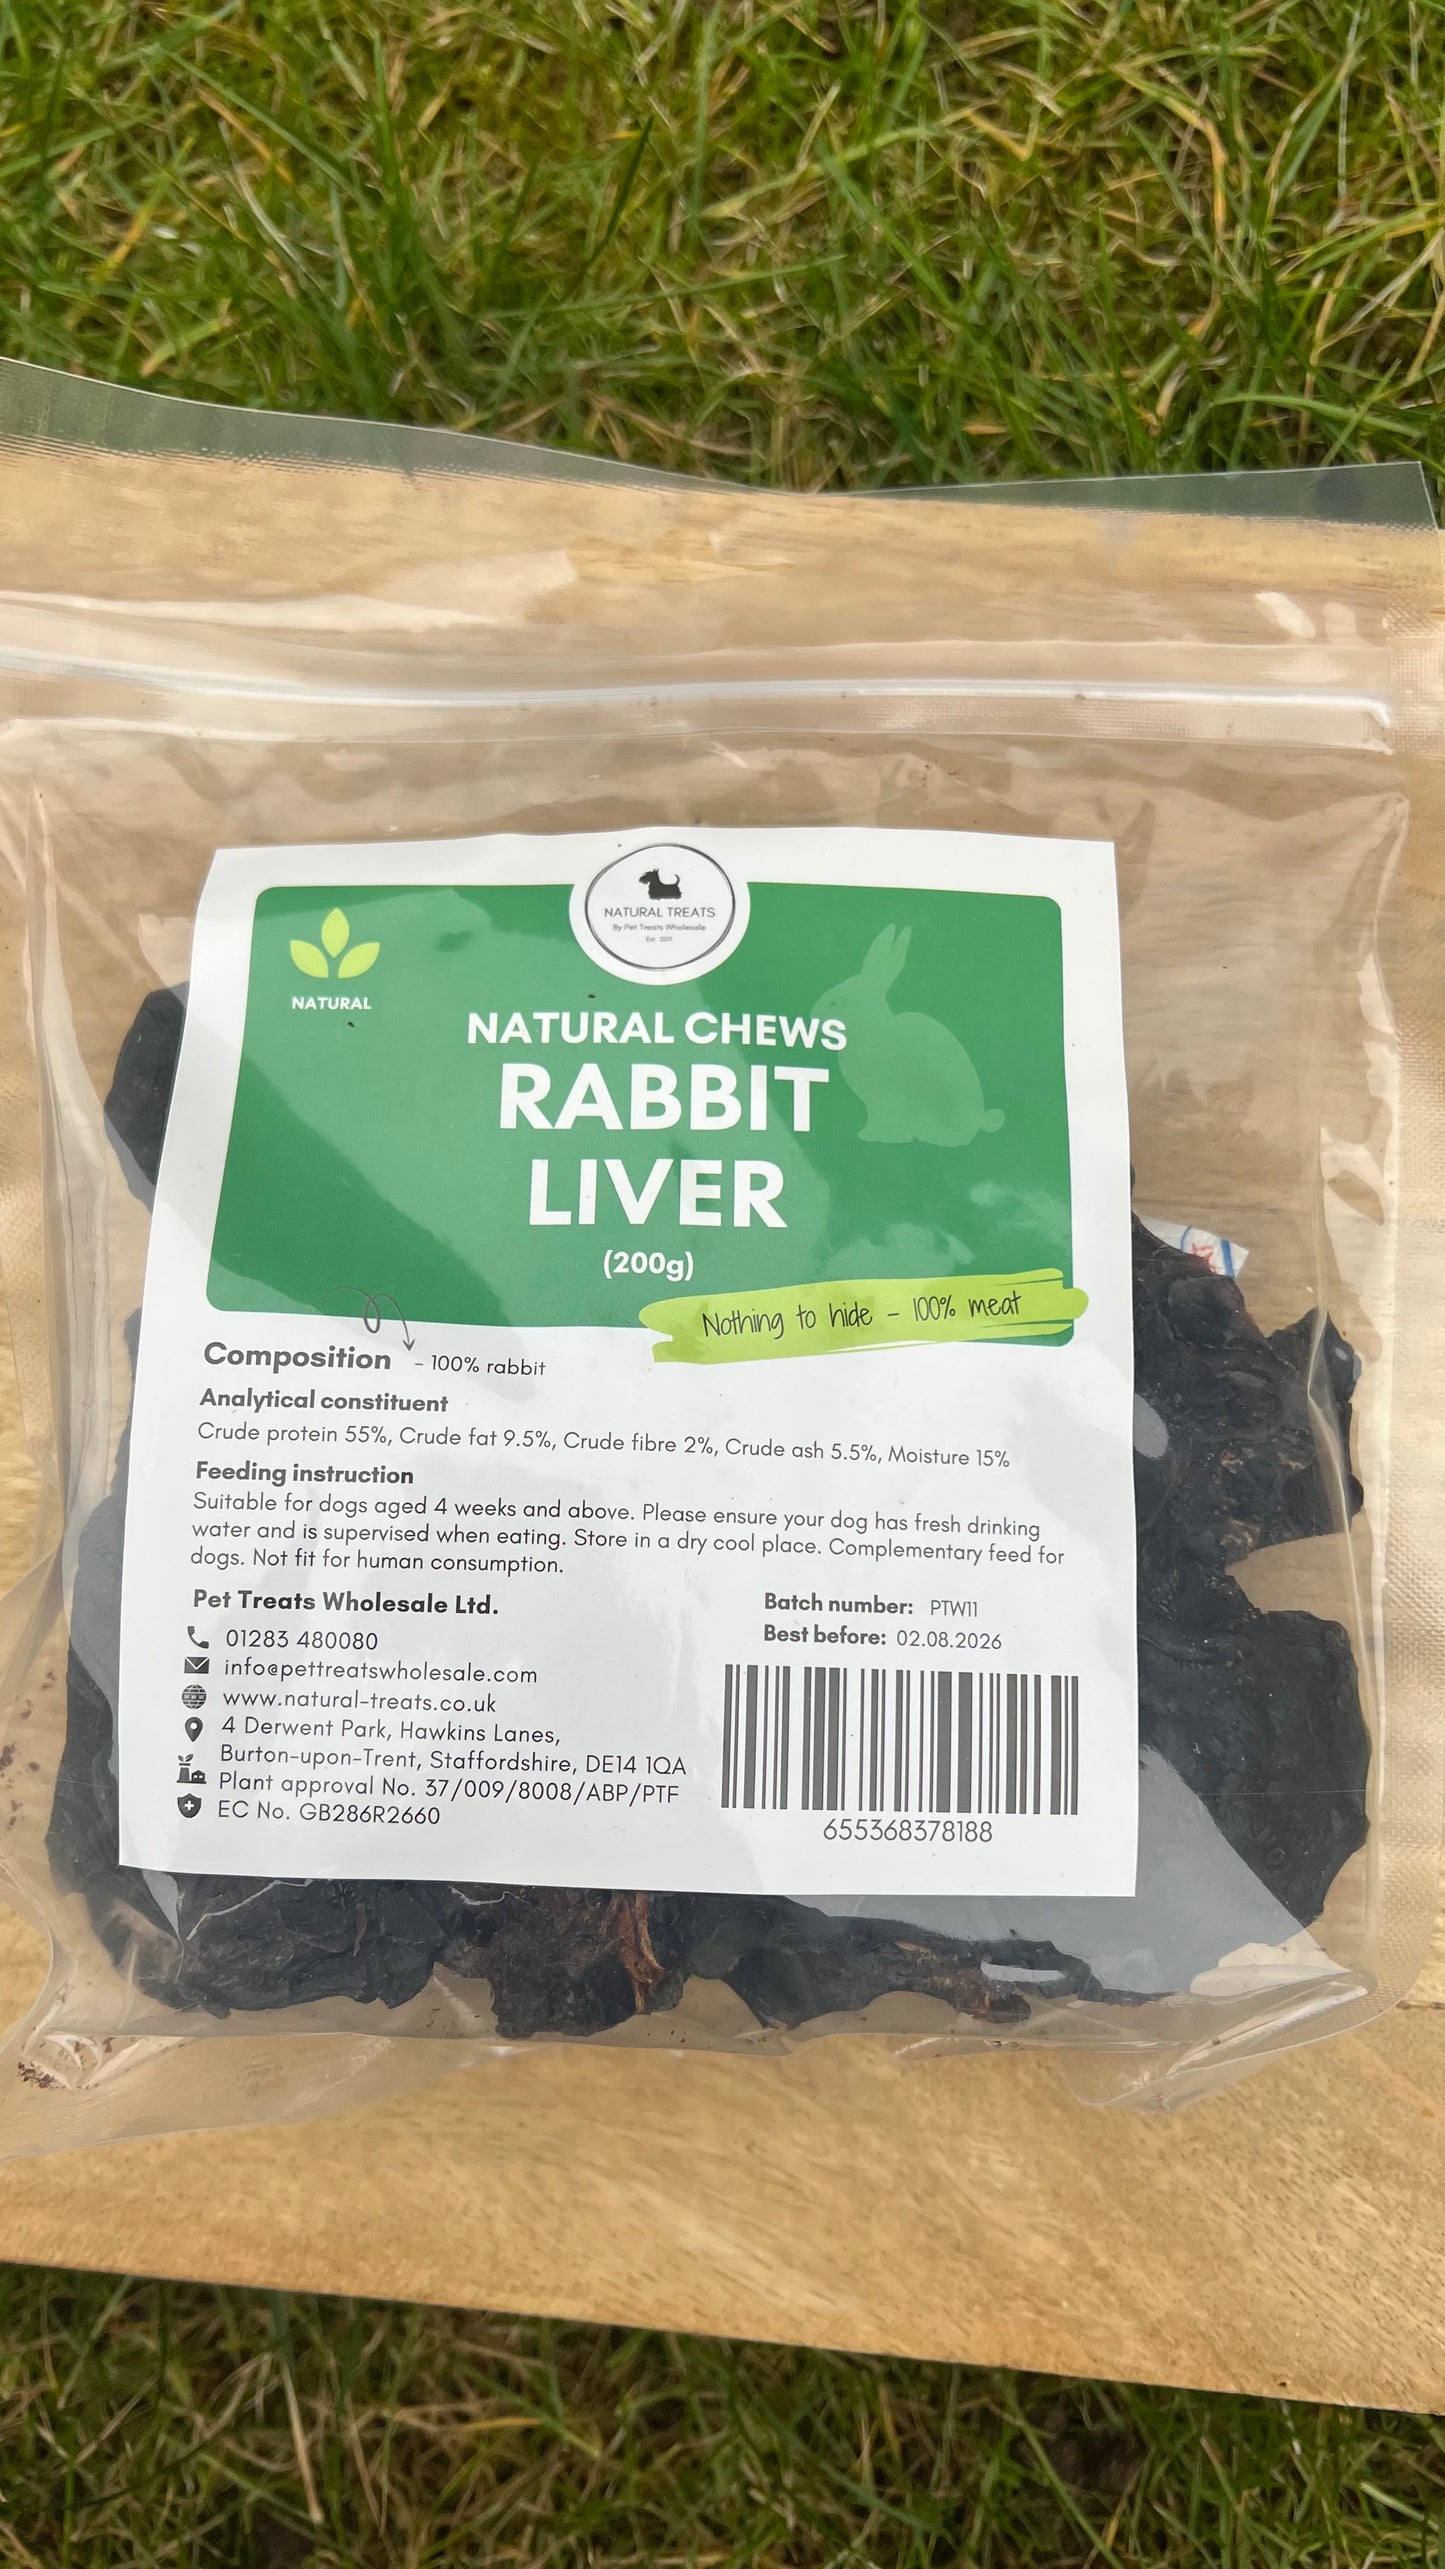 NATURAL TREATS
By Pet Treats Wholesale
Est. 2019
NATURAL
NATURAL CHEWS
RABBIT
LIVER
(200g)
Nothing to hide - 100% meat
Composition - 100% rabbit
Analytical constituent
Crude protein 55%, Crude fat 9.5%, Crude fibre 2%, Crude ash 5.5%, Moisture 15%
Feeding instruction
Suitable for dogs aged 4 weeks and above. Please ensure your dog has fresh drinking
water and is supervised when eating. Store in a dry cool place. Complementary feed for
dogs. Not fit for human consumption.
Pet Treats Wholesale Ltd.
01283 480080
info@pettreatswholesale.com
www.natural-treats.co.uk
4 Derwent Park, Hawkins Lanes,
Burton-upon-Trent, Staffordshire, DE14 1QA
Plant approval No. 37/009/8008/ABP/PTF
EC No. GB286R2660
Batch number: PTW11
Best before: 02.08.2026
655368378188